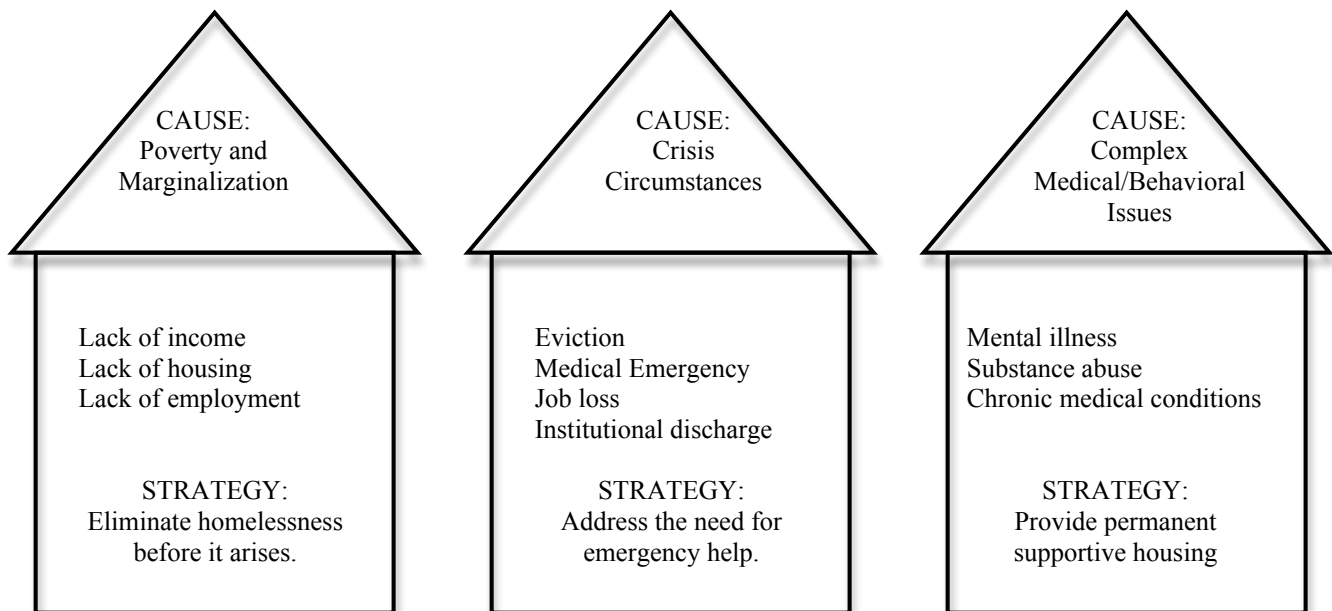 CAUSE:
Poverty and
Marginalization
Lack of income
Lack of housing
Lack of employment
STRATEGY:
Eliminate homelessness
before it arises.
CAUSE:
Crisis
Circumstances
Eviction
Medical Emergency
Job loss
Institutional discharge
STRATEGY:
Address the need for
emergency help.
CAUSE:
Complex
Medical/Behavioral
Issues
Mental illness
Substance abuse
Chronic medical conditions
STRATEGY:
Provide permanent
supportive housing